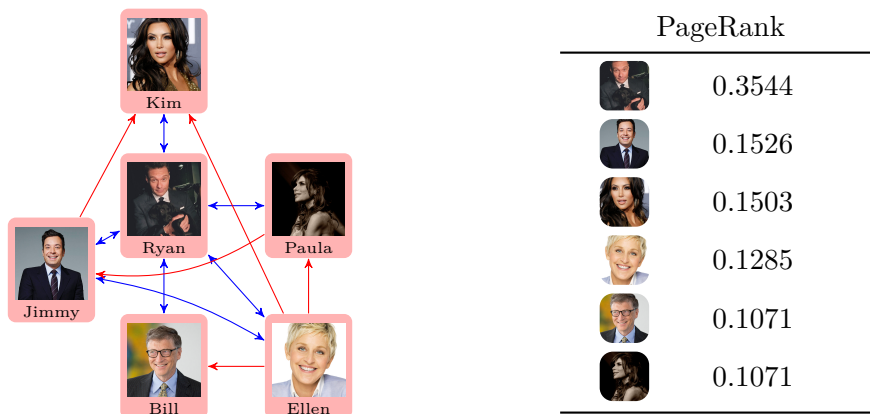 Kim
Ryan
Paula
Jimmy
Bill
Ellen
PageRank
0.3544
0.1526
0.1503
0.1285
0.1071
0.1071